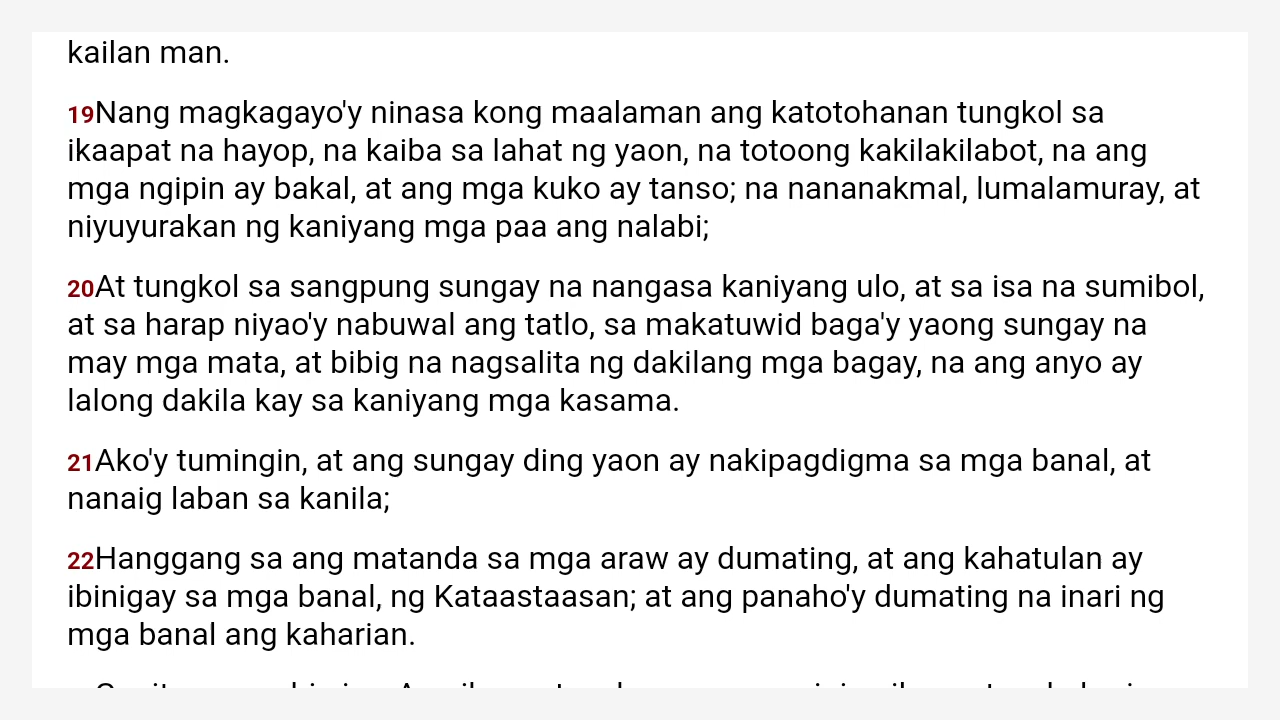 kailan man.
19Nang magkagayo'y ninasa kong maalaman ang katotohanan tungkol sa
ikaapat na hayop, na kaiba sa lahat ng yaon, na totoong kakilakilabot, na ang
mga ngipin ay bakal, at ang mga kuko ay tanso; na nananakmal, lumalamuray, at
niyuyurakan ng kaniyang mga paa ang nalabi;
20At tungkol sa sangpung sungay na nangasa kaniyang ulo, at sa isa na sumibol,
at sa harap niyao'y nabuwal ang tatlo, sa makatuwid baga'y yaong sungay na
may mga mata, at bibig na nagsalita ng dakilang mga bagay, na ang anyo ay
lalong dakila kay sa kaniyang mga kasama.
21Ako'y tumingin, at ang sungay ding yaon ay nakipagdigma sa mga banal, at
nanaig laban sa kanila;
22Hanggang sa ang matanda sa mga araw ay dumating, at ang kahatulan ay
ibinigay sa mga banal, ng Kataastaasan; at ang panaho'y dumating na inari ng
mga banal ang kaharian.